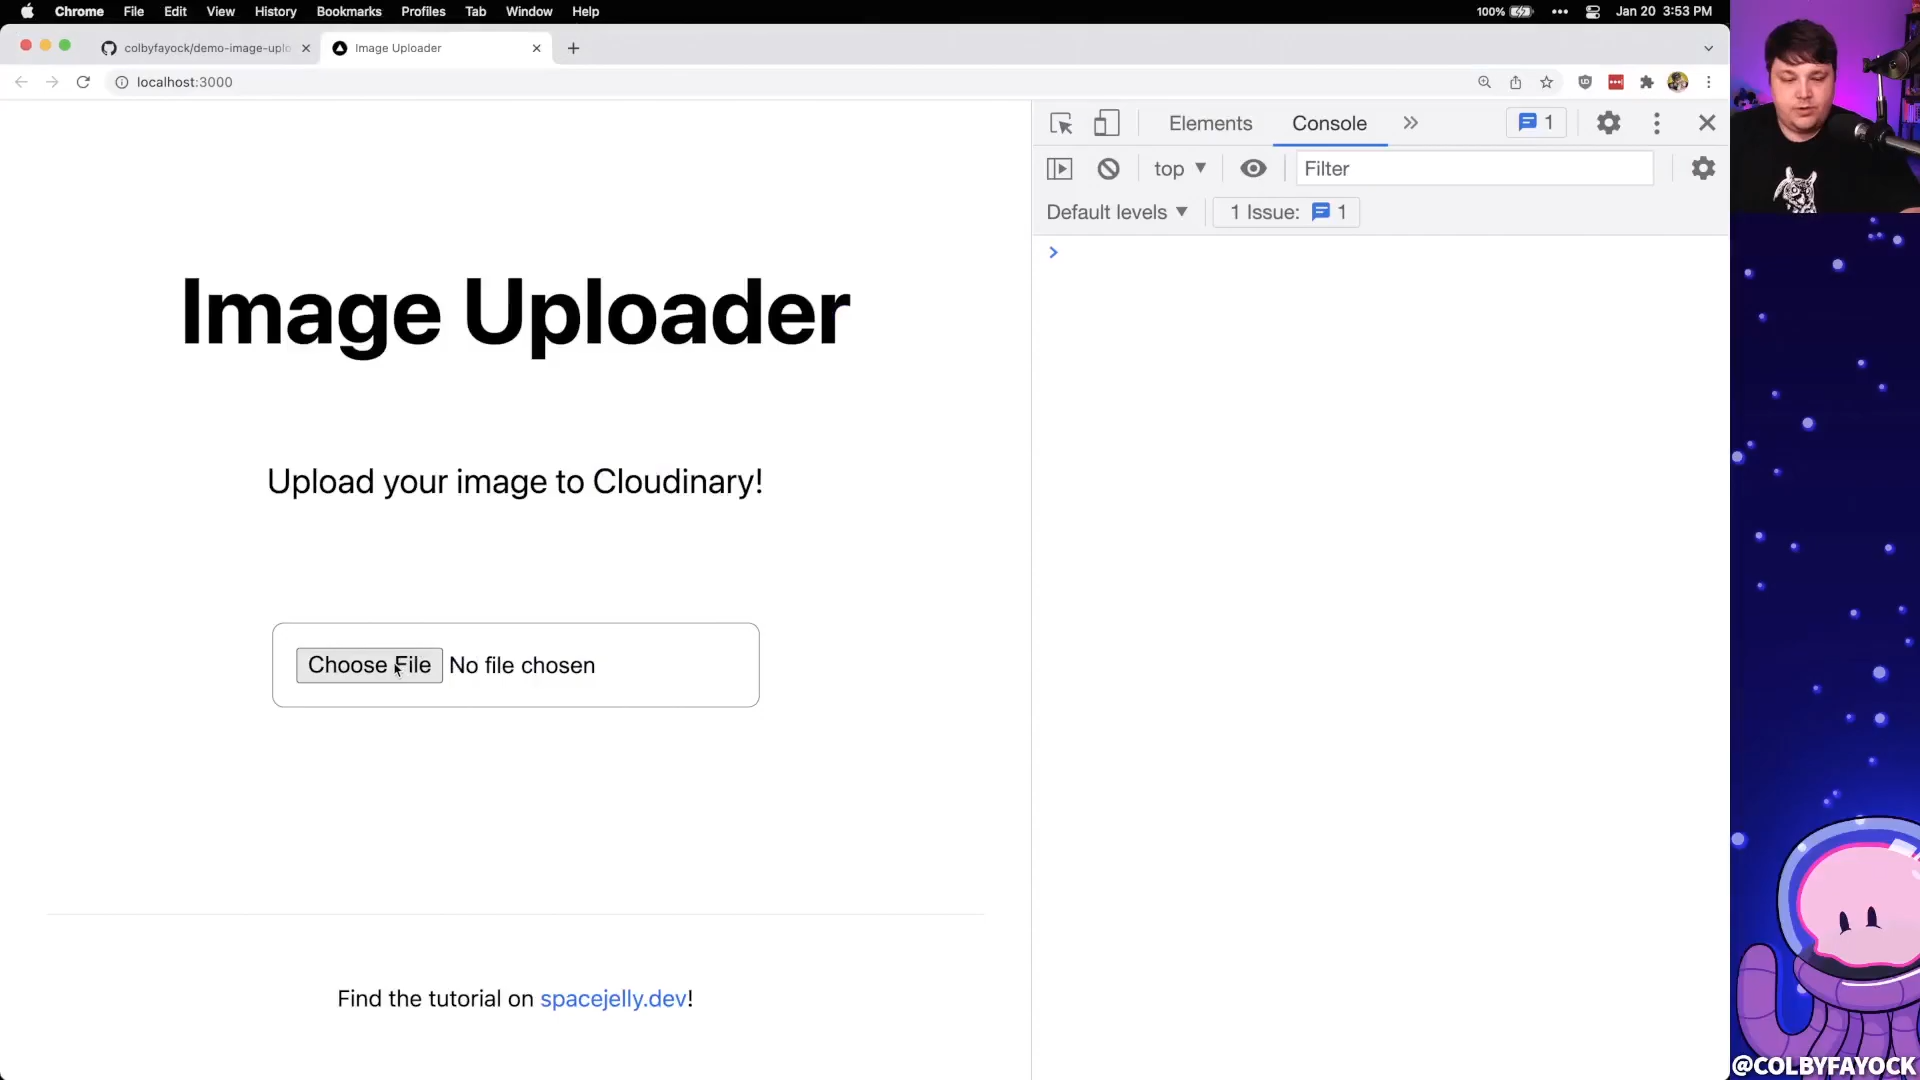 Chrome File Edit View History Bookmarks Profiles Tab Window Help
100% Jan 20 3:53 PM
colbyfayock/demo-image-uplo
Image Uploader
localhost:3000
Elements Console 1
top Filter
Default levels 1 Issue: 1
Image Uploader
Upload your image to Cloudinary!
Choose File No file chosen
Find the tutorial on spacejelly.dev!
@COLBYFAYOCK